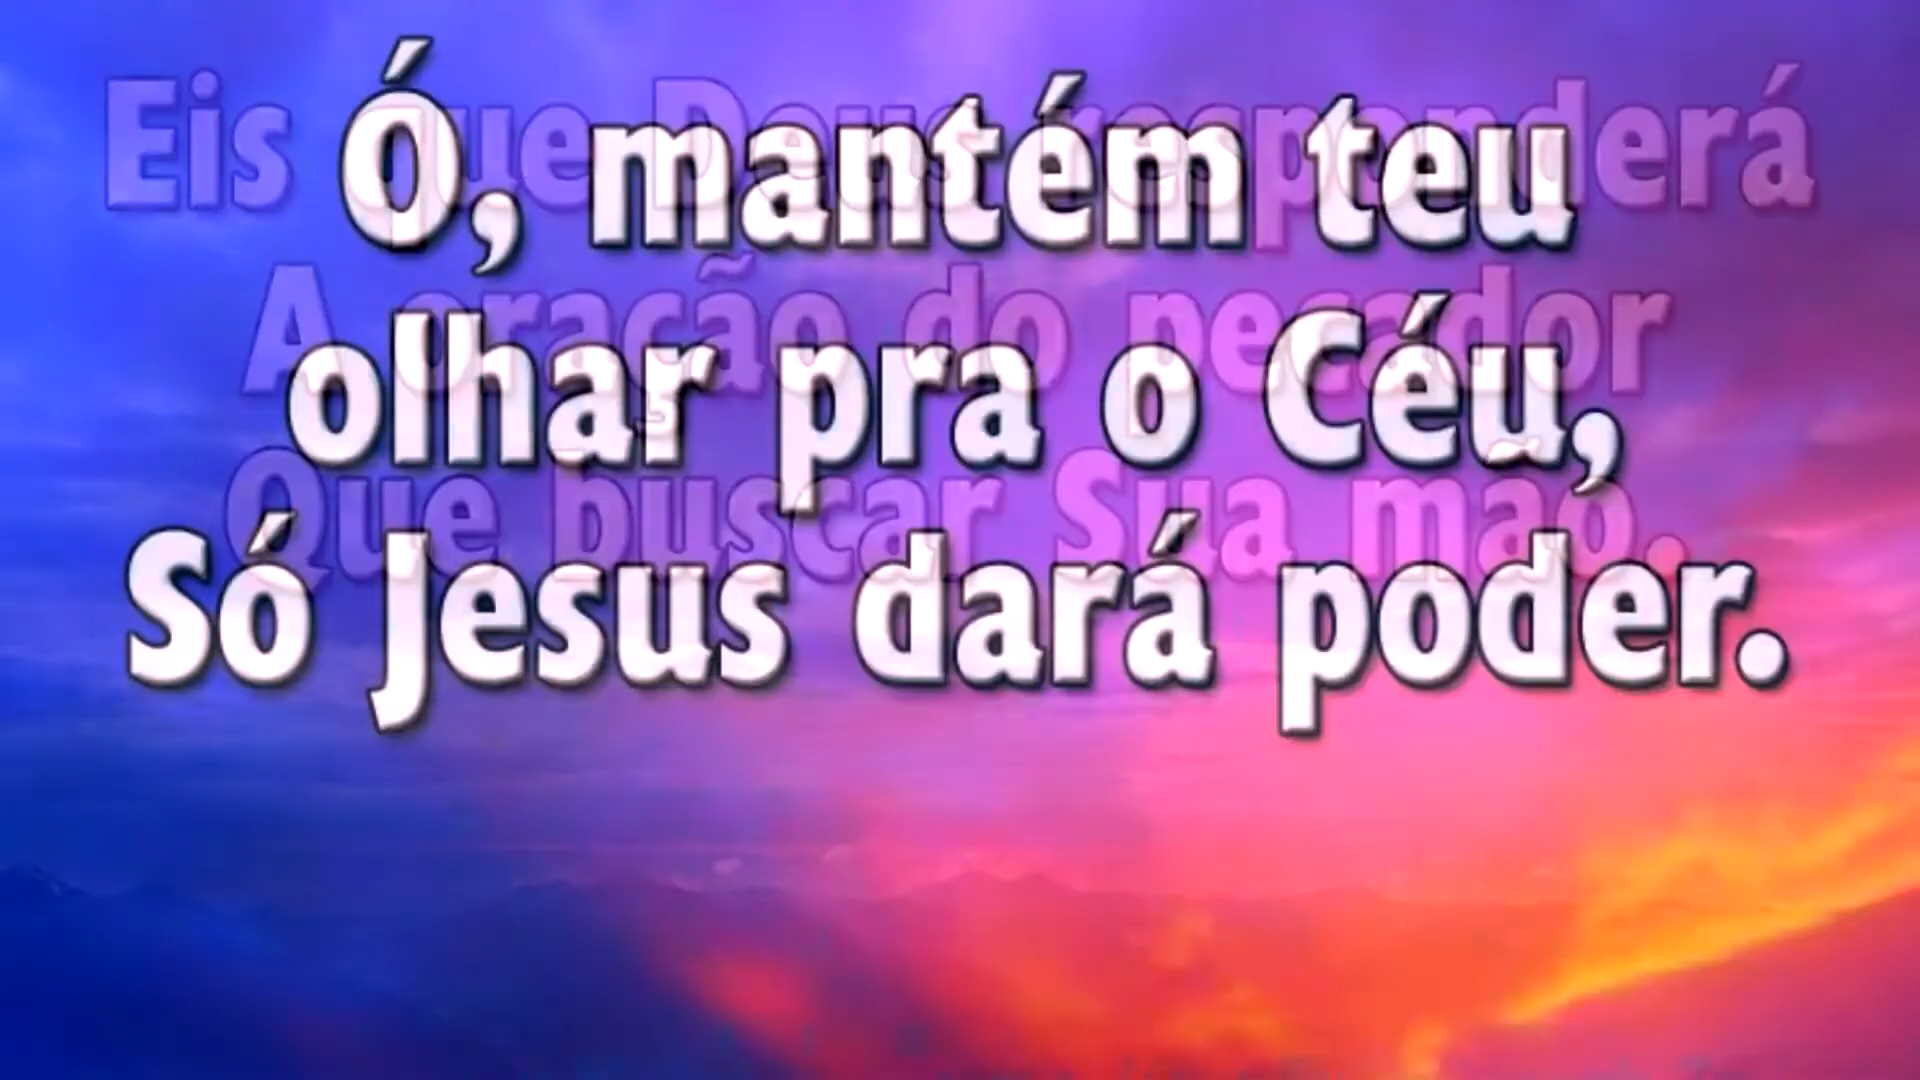 Ó, mantém teu
olhar pra o Céu,
Só Jesus dará poder.
Eis que Deus responderá
A oração do pecador
Que buscar Sua mão.